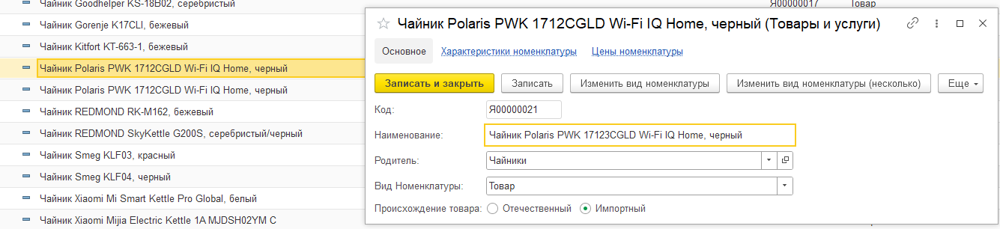 Чайник Goodhelper KS-18B02, серебристый
Я00000017 Товар
Чайник Gorenje K17CLI, бежевый
Чайник Kitfort KT-663-1, бежевый
Чайник Polaris PWK 1712CGLD Wi-Fi IQ Home, черный
Чайник Polaris PWK 1712CGLD Wi-Fi IQ Home, черный
Чайник REDMOND RK-M162, бежевый
Чайник REDMOND SkyKettle G200S, серебристый/черный
Чайник Smeg KLF03, красный
Чайник Smeg KLF04, черный
Чайник Xiaomi Mi Smart Kettle Pro Global, белый
Чайник Xiaomi Mijia Electric Kettle 1A MJDSH02YM C
Чайник Polaris PWK 1712CGLD Wi-Fi IQ Home, черный (Товары и услуги)
Основное Характеристики номенклатуры Цены номенклатуры
Записать и закрыть Записать Изменить вид номенклатуры Изменить вид номенклатуры (несколько) Еще
Код: Я00000021
Наименование: Чайник Polaris PWK 17123CGLD Wi-Fi IQ Home, черный
Родитель: Чайники
Вид Номенклатуры: Товар
Происхождение товара: Отечественный Импортный